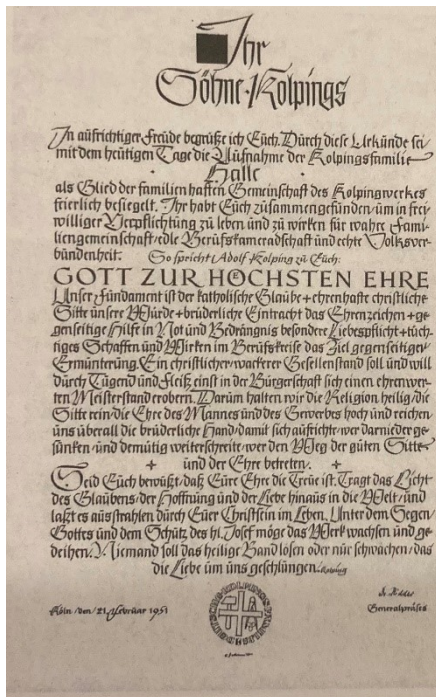 Ihr
Söhne Kolpings
In aufrichtiger Freude begrüße ich Euch. Durch diese Urkunde sei
mit dem heutigen Tage die Aufnahme der Kolpingsfamilie
· Halle ·
als Glied der familienhaften Gemeinschaft des Kolpingwerkes
feierlich besiegelt. Ihr habt Euch zusammengefunden, um in frei-
williger Verpflichtung zu leben und zu wirken für wahre Fami-
liengemeinschaft, edle Berufskameradschaft und echte Volksver-
bundenheit. So spricht Adolf Kolping zu Euch:
GOTT ZUR HÖCHSTEN EHRE
Unser Fundament ist der katholische Glaube + ehrenhafte christliche
Sitte unsere Würde + brüderliche Eintracht das Ehrenzeichen + ge-
genseitige Hilfe in Not und Bedrängnis besondere Liebespflicht + tüch-
tiges Schaffen und Wirken im Berufskreise das Ziel gegenseitiger
Ermunterung. Ein christlicher, wackerer Gesellenstand soll und will
durch Tugend und Fleiß einst in der Bürgerschaft sich einen ehrenwer-
ten Meisterstand erobern. Darum halten wir die Religion heilig, die
Sitte rein, die Ehre des Mannes und des Gewerbes hoch und reichen
uns überall die brüderliche Hand, damit sich aufrichte, wer darnieder ge-
sunken und demütig weiterschreite, wer den Weg der guten Sitte
+ und der Ehre betreten. +
Seid Euch bewußt, daß Eure Ehre die Treue ist. Tragt das Licht
des Glaubens, der Hoffnung und der Liebe hinaus in die Welt, und
laßt es ausstrahlen durch Euer Christsein im Leben. Unter dem Segen
Gottes und dem Schutz des hl. Josef möge das Werk wachsen und ge-
deihen. Niemand soll das heilige Band lösen oder nur schwächen, das
die Liebe um uns geschlungen. Kolping
Köln, den, 21. Februar 1951
Generalpräses